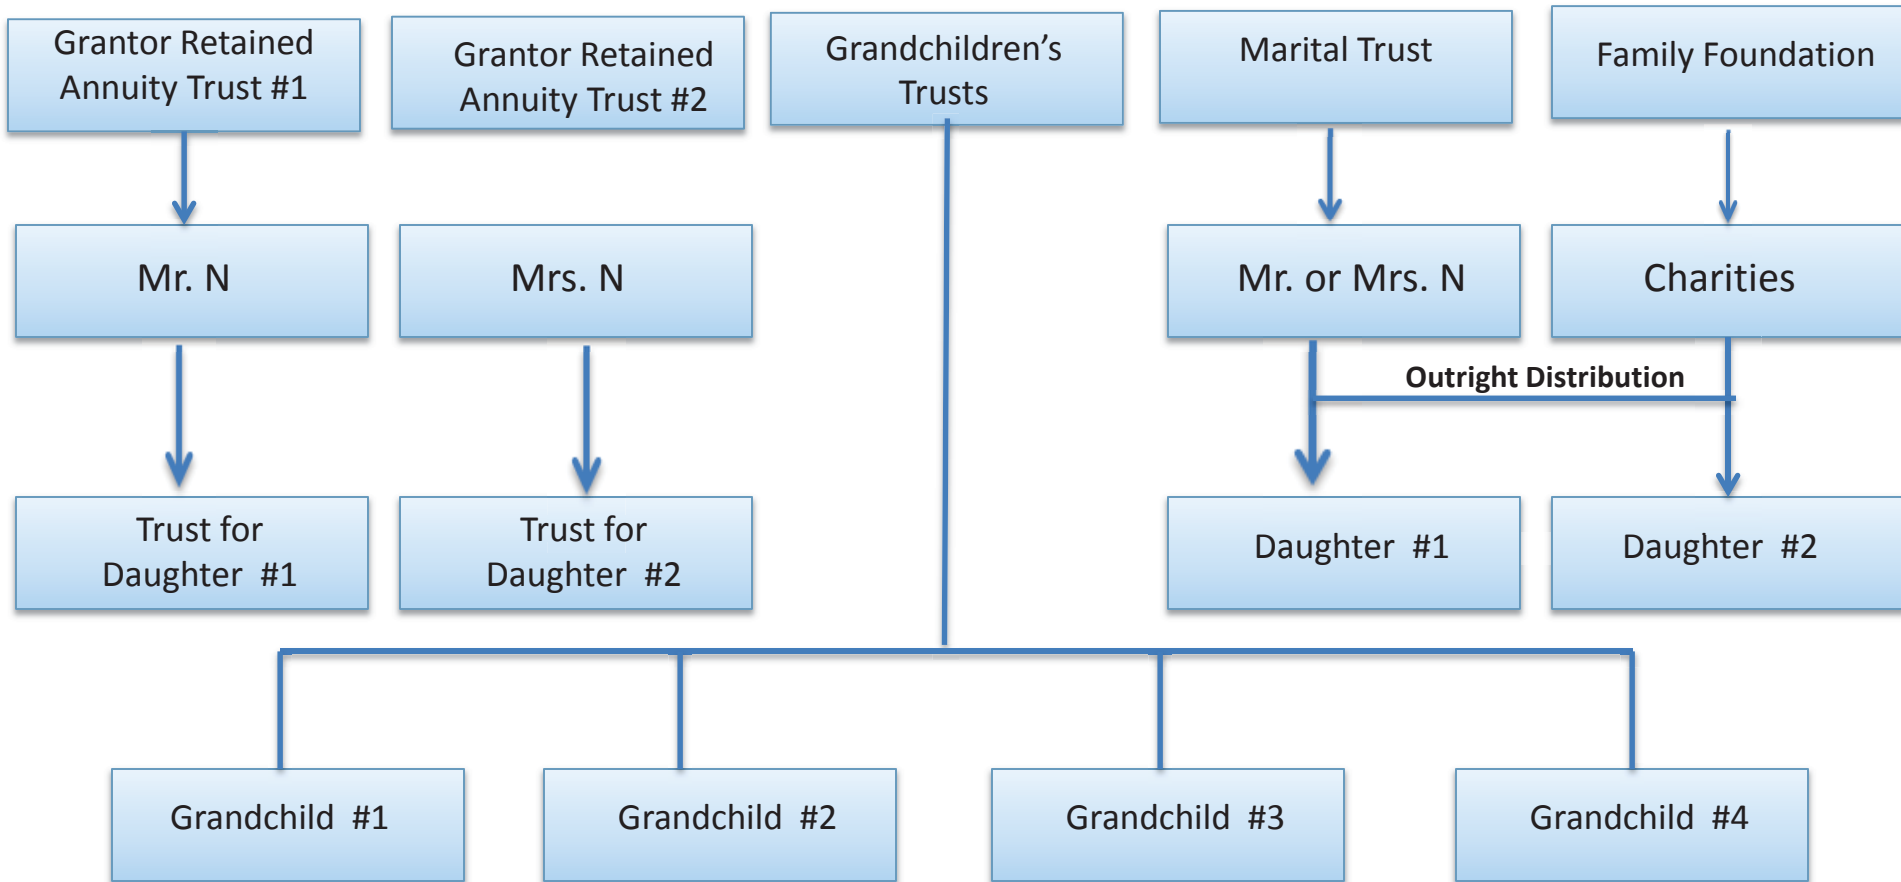 Grantor Retained
Annuity Trust #1
Grantor Retained
Annuity Trust #2
Grandchildren’s
Trusts
Marital Trust
Family Foundation
Mr. N
Mrs. N
Mr. or Mrs. N
Charities
Outright Distribution
Trust for
Daughter #1
Trust for
Daughter #2
Daughter #1
Daughter #2
Grandchild #1
Grandchild #2
Grandchild #3
Grandchild #4